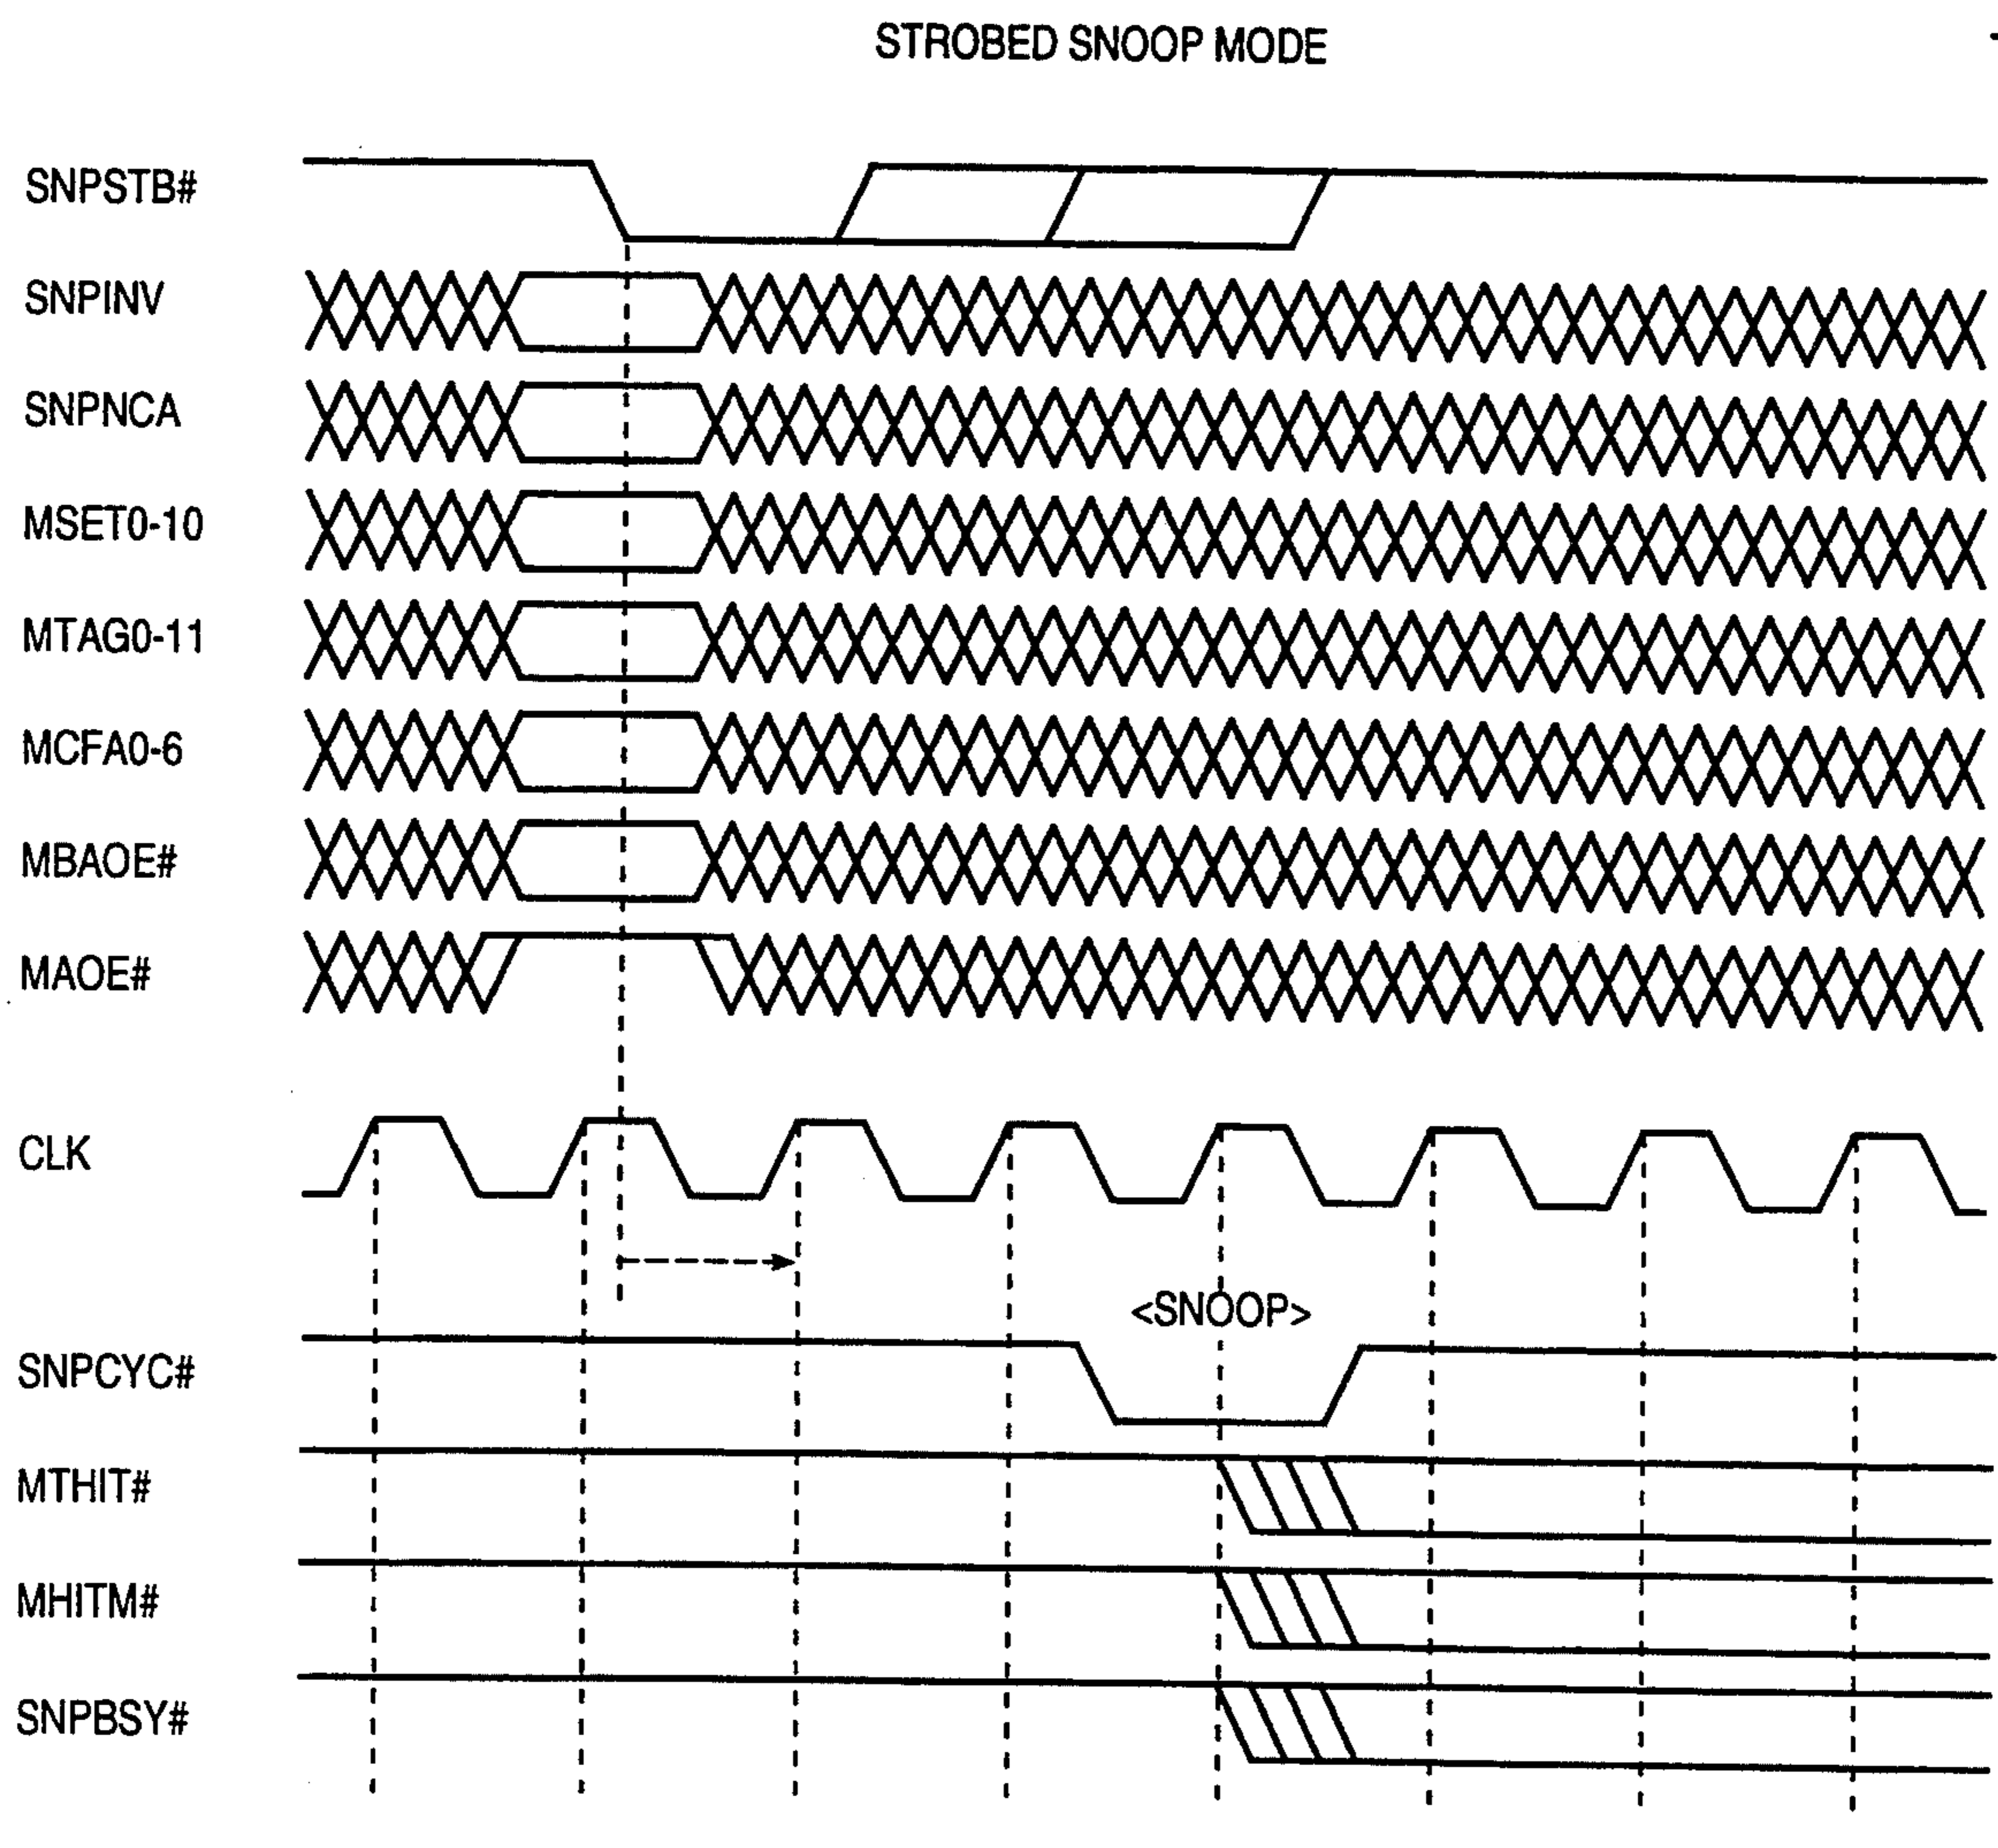 STROBED SNOOP MODE
SNPSTB#
SNPINV
SNPNCA
MSET0-10
MTAG0-11
MCFA0-6
MBAOE#
MAOE#
CLK
<SNOOP>
SNPCYC#
MTHIT#
MHITM#
SNPBSY#